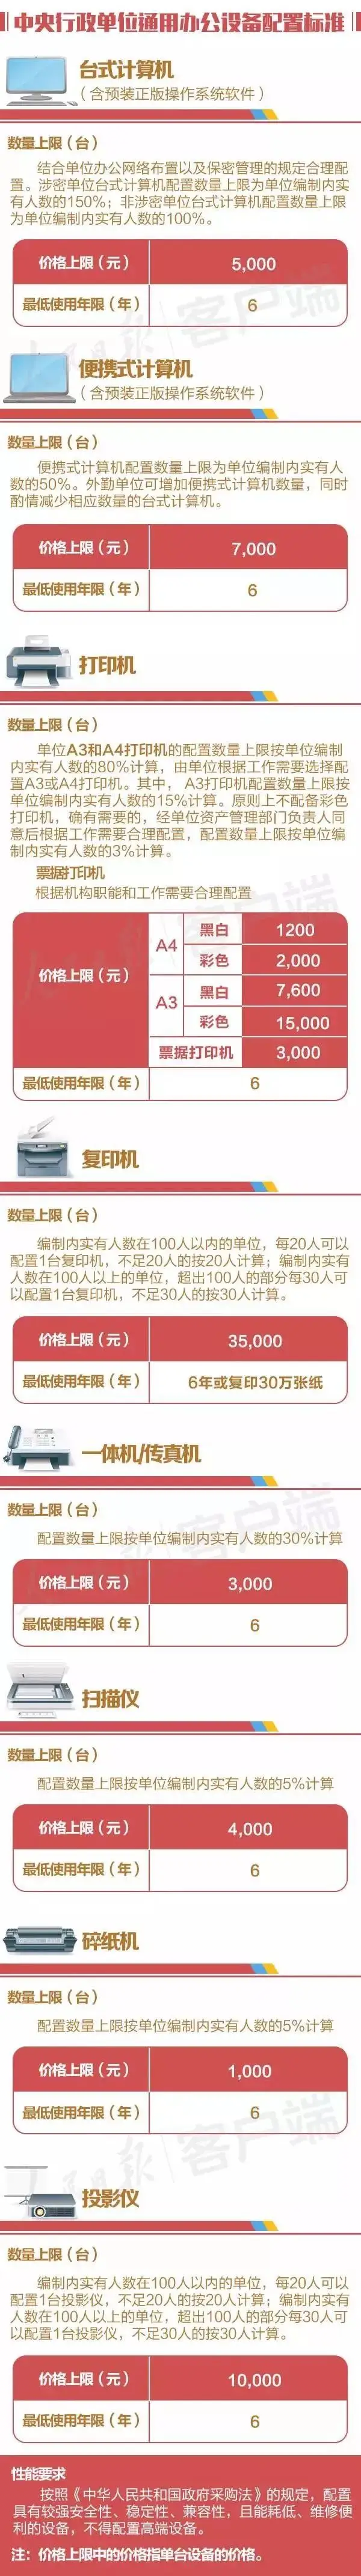 中央行政单位通用办公设备配置标准
台式计算机
（含预装正版操作系统软件）
数量上限（台）
结合单位办公网络布置以及保密管理的规定合理配
置。涉密单位台式计算机配置数量上限为单位编制内实
有人数的150%；非涉密单位台式计算机配置数量上限
为单位编制内实有人数的100%。
价格上限（元） 5,000
最低使用年限（年） 6
人民日报 客户端
便携式计算机
（含预装正版操作系统软件）
数量上限（台）
便携式计算机配置数量上限为单位编制内实有人
数的50%。外勤单位可增加便携式计算机数量，同时
酌情减少相应数量的台式计算机。
价格上限（元） 7,000
最低使用年限（年） 6
打印机
数量上限（台）
单位A3和A4打印机的配置数量上限按单位编制
内实有人数的80%计算，由单位根据工作需要选择配
置A3或A4打印机。其中，A3打印机配置数量上限按
单位编制内实有人数的15%计算。原则上不配备彩色
打印机，确有需要的，经单位资产管理部门负责人同
意后根据工作需要合理配置，配置数量上限按单位编
制内实有人数的3%计算。
票据打印机
根据机构职能和工作需要合理配置
价格上限（元） A4 黑白 1200
彩色 2,000
A3 黑白 7,600
彩色 15,000
票据打印机 3,000
最低使用年限（年） 6
人民日报 客户端
复印机
数量上限（台）
编制内实有人数在100人以内的单位，每20人可以
配置1台复印机，不足20人的按20人计算；编制内实有
人数在100人以上的单位，超出100人的部分每30人可
以配置1台复印机，不足30人的按30人计算。
价格上限（元） 35,000
最低使用年限（年） 6年或复印30万张纸
一体机/传真机
数量上限（台）
配置数量上限按单位编制内实有人数的30%计算
价格上限（元） 3,000
最低使用年限（年） 6
人民日报 客户端
扫描仪
数量上限（台）
配置数量上限按单位编制内实有人数的5%计算
价格上限（元） 4,000
最低使用年限（年） 6
碎纸机
数量上限（台）
配置数量上限按单位编制内实有人数的5%计算
价格上限（元） 1,000
最低使用年限（年） 6
人民日报 客户端
投影仪
数量上限（台）
编制内实有人数在100人以内的单位，每20人可以
配置1台投影仪，不足20人的按20人计算；编制内实有
人数在100人以上的单位，超出100人的部分每30人可
以配置1台投影仪，不足30人的按30人计算。
价格上限（元） 10,000
最低使用年限（年） 6
性能要求
按照《中华人民共和国政府采购法》的规定，配置
具有较强安全性、稳定性、兼容性，且能耗低、维修便
利的设备，不得配置高端设备。
注：价格上限中的价格指单台设备的价格。